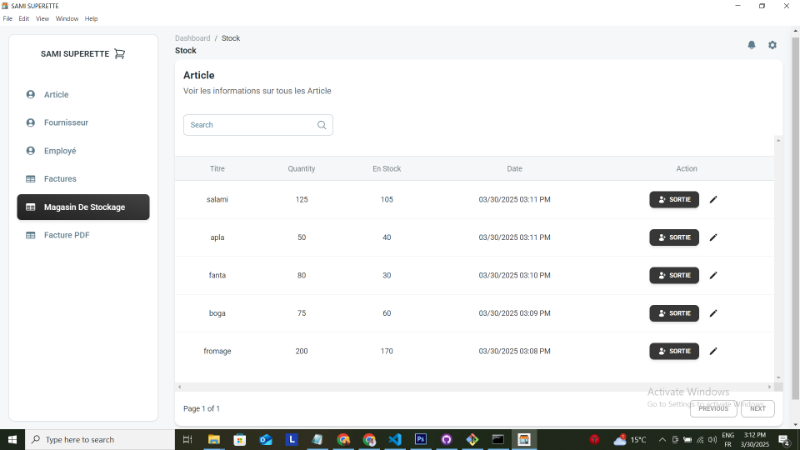 SAMI SUPERETTE
File Edit View Window Help
SAMI SUPERETTE
Article
Fournisseur
Employé
Factures
Magasin De Stockage
Facture PDF
Dashboard / Stock
Stock
Article
Voir les informations sur tous les Article
Search
Titre Quantity En Stock Date Action
salami 125 105 03/30/2025 03:11 PM SORTIE
apla 50 40 03/30/2025 03:11 PM SORTIE
fanta 80 30 03/30/2025 03:10 PM SORTIE
boga 75 60 03/30/2025 03:09 PM SORTIE
fromage 200 170 03/30/2025 03:08 PM SORTIE
Activate Windows
Go to Settings to activate Windows.
Page 1 of 1 PREVIOUS NEXT
Type here to search
L
Ps
15°C
ENG
FR
3:12 PM
3/30/2025